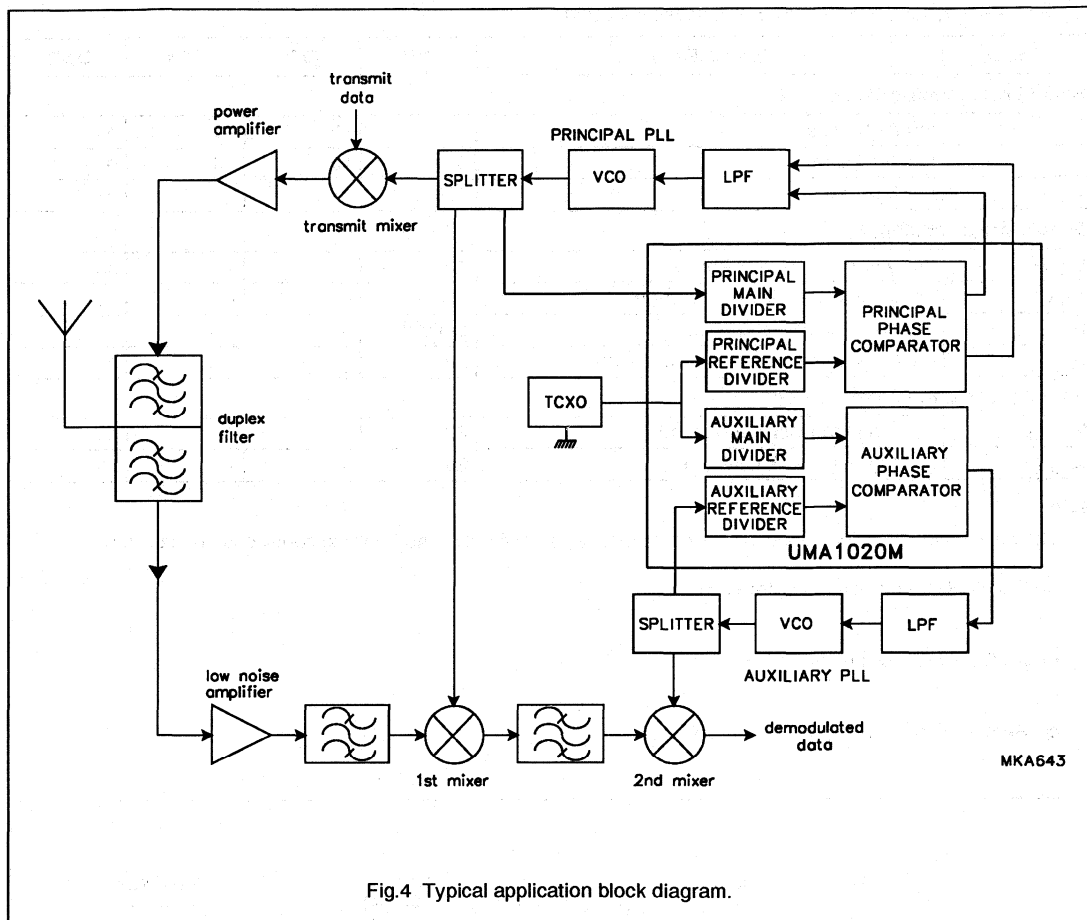 transmit
data
power
amplifier
PRINCIPAL PLL
SPLITTER
VCO
LPF
transmit mixer
PRINCIPAL
MAIN
DIVIDER
PRINCIPAL
PHASE
COMPARATOR
PRINCIPAL
REFERENCE
DIVIDER
TCXO
duplex
filter
AUXILIARY
MAIN
DIVIDER
AUXILIARY
PHASE
COMPARATOR
AUXILIARY
REFERENCE
DIVIDER
UMA1020M
SPLITTER
VCO
LPF
AUXILIARY PLL
low noise
amplifier
demodulated
data
1st mixer
2nd mixer
MKA643
Fig.4 Typical application block diagram.